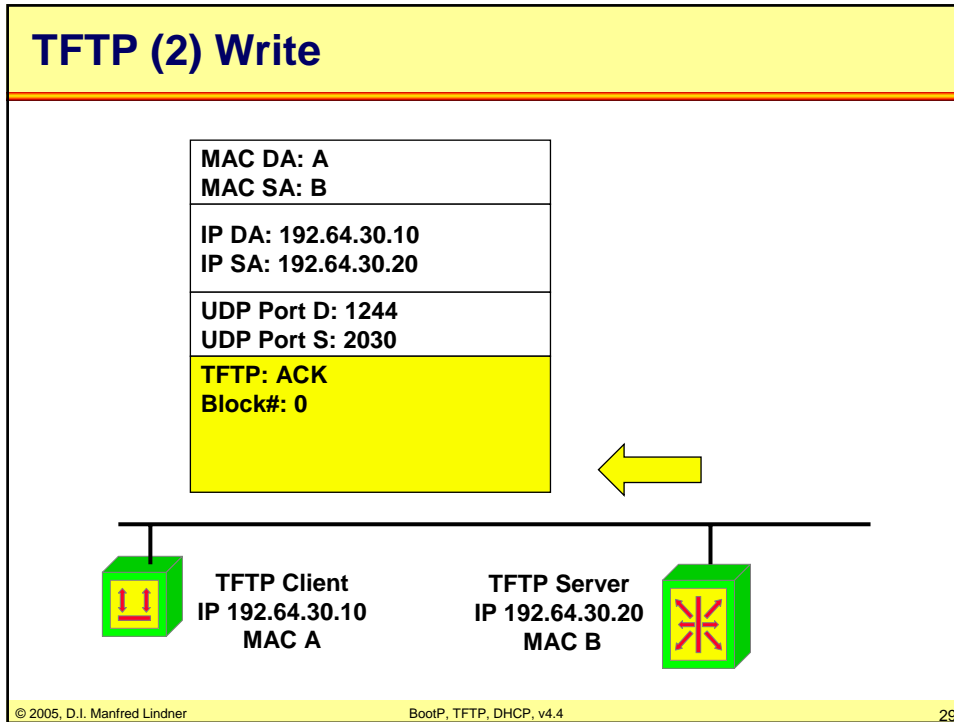 TFTP (2) Write
MAC DA: A
MAC SA: B
IP DA: 192.64.30.10
IP SA: 192.64.30.20
UDP Port D: 1244
UDP Port S: 2030
TFTP: ACK
Block#: 0
TFTP Client
IP 192.64.30.10
MAC A
TFTP Server
IP 192.64.30.20
MAC B
© 2005, D.I. Manfred Lindner
BootP, TFTP, DHCP, v4.4
29